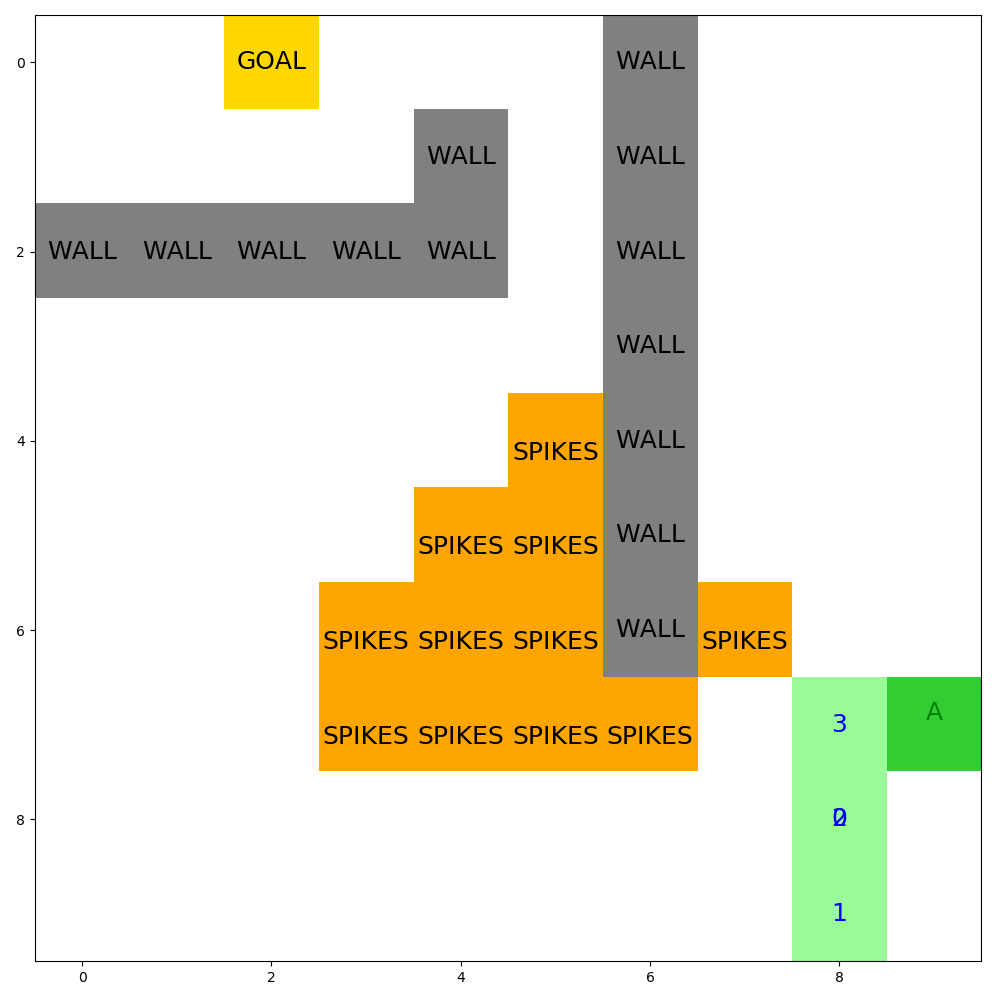 0 GOAL WALL
WALL WALL
2 WALL WALL WALL WALL WALL WALL
WALL
4 SPIKES WALL
SPIKES SPIKES WALL
6 SPIKES SPIKES SPIKES WALL SPIKES
SPIKES SPIKES SPIKES SPIKES 3 A
8
1
0 2 4 6 8